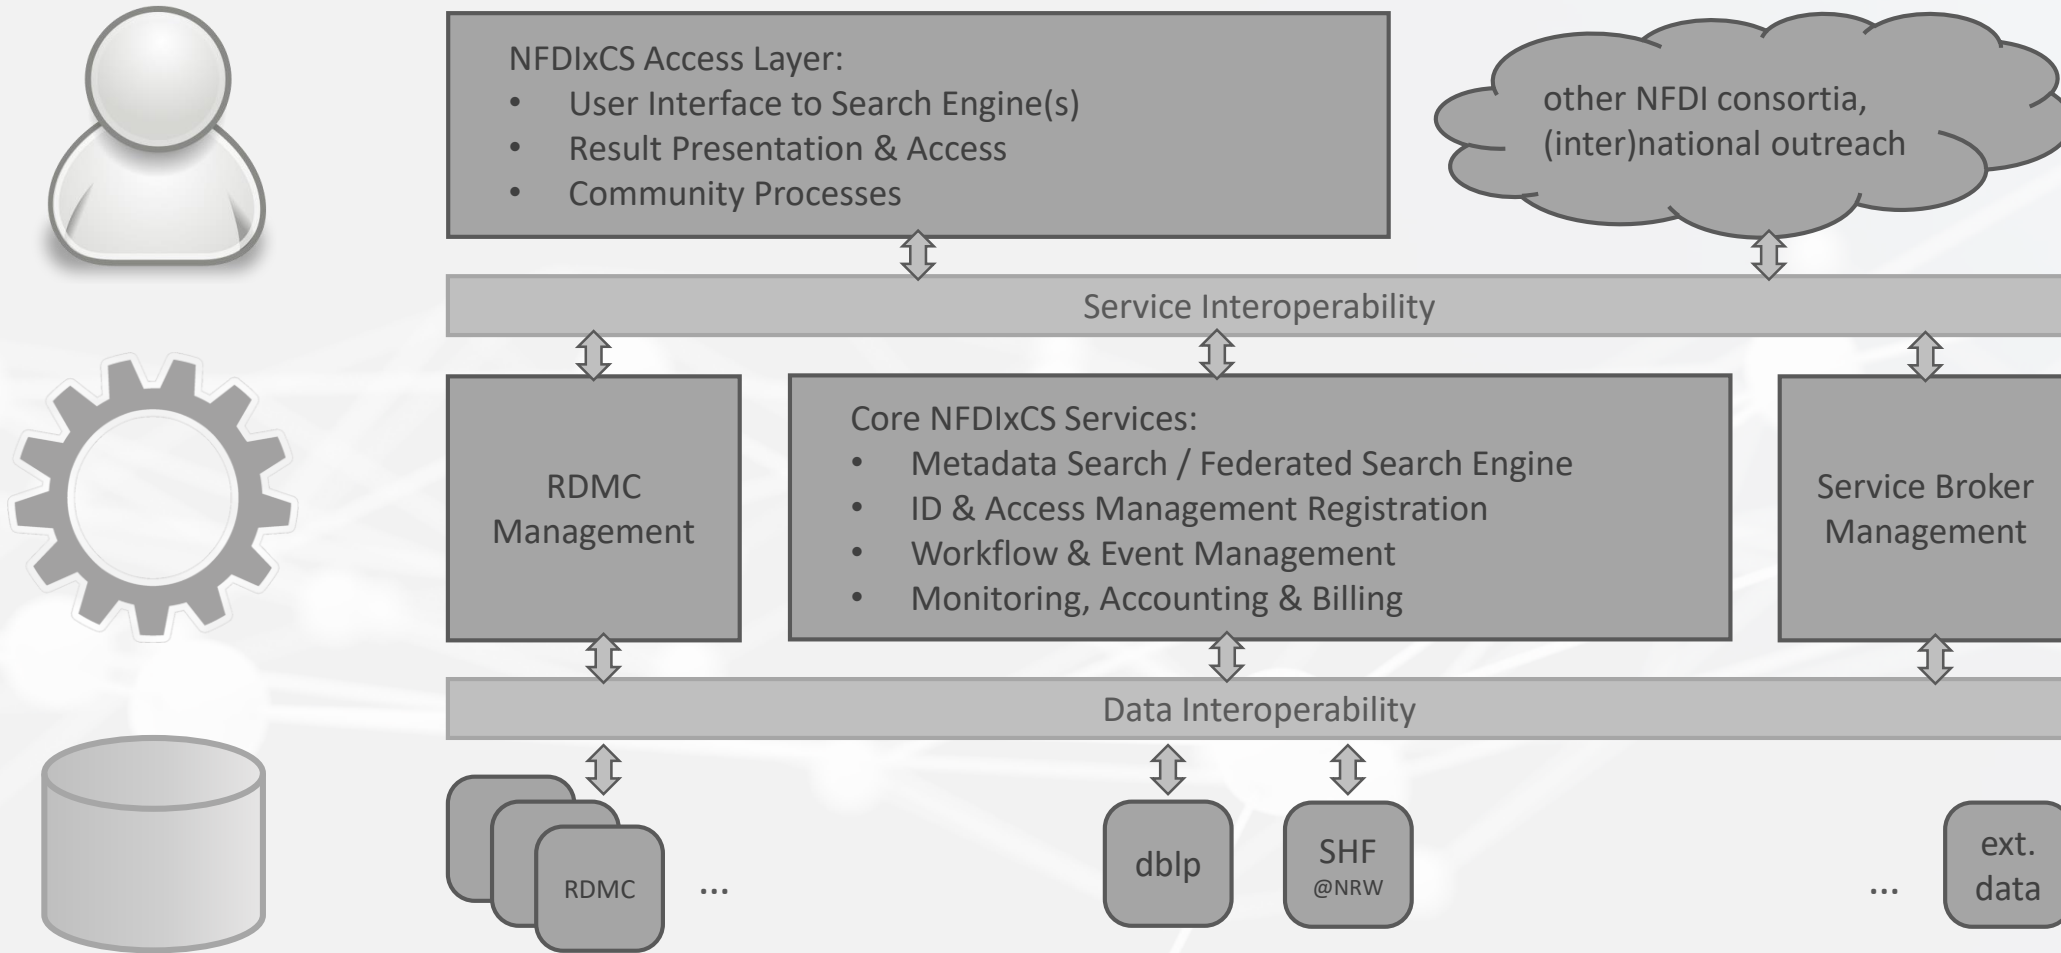 NFDIxCS Access Layer:
• User Interface to Search Engine(s)
• Result Presentation & Access
• Community Processes
other NFDI consortia,
(inter)national outreach
Service Interoperability
RDMC
Management
Core NFDIxCS Services:
• Metadata Search / Federated Search Engine
• ID & Access Management Registration
• Workflow & Event Management
• Monitoring, Accounting & Billing
Service Broker
Management
Data Interoperability
RDMC
...
dblp
SHF
@NRW
...
ext.
data